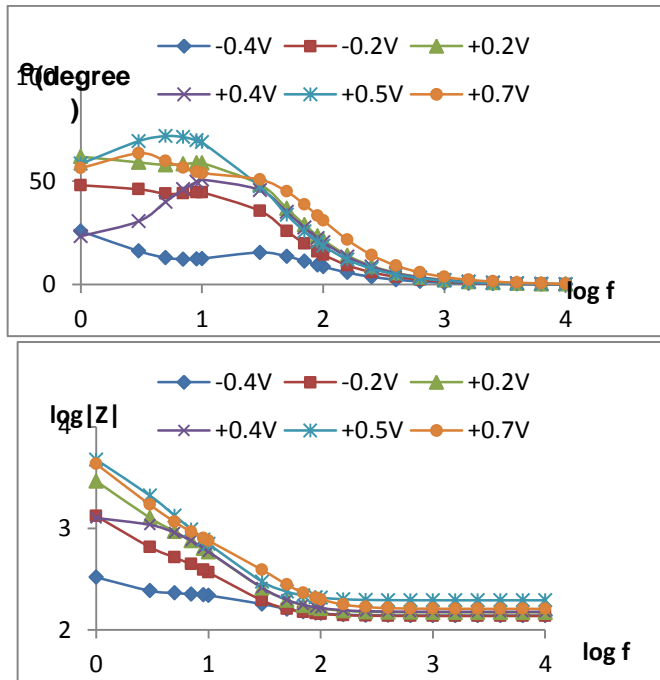 -0.4V -0.2V +0.2V
(degree
)
+0.4V +0.5V +0.7V
50
0
log f
0 1 2 3 4
-0.4V -0.2V +0.2V
log|Z|
4
+0.4V +0.5V +0.7V
3
2
0 1 2 3 4
log f